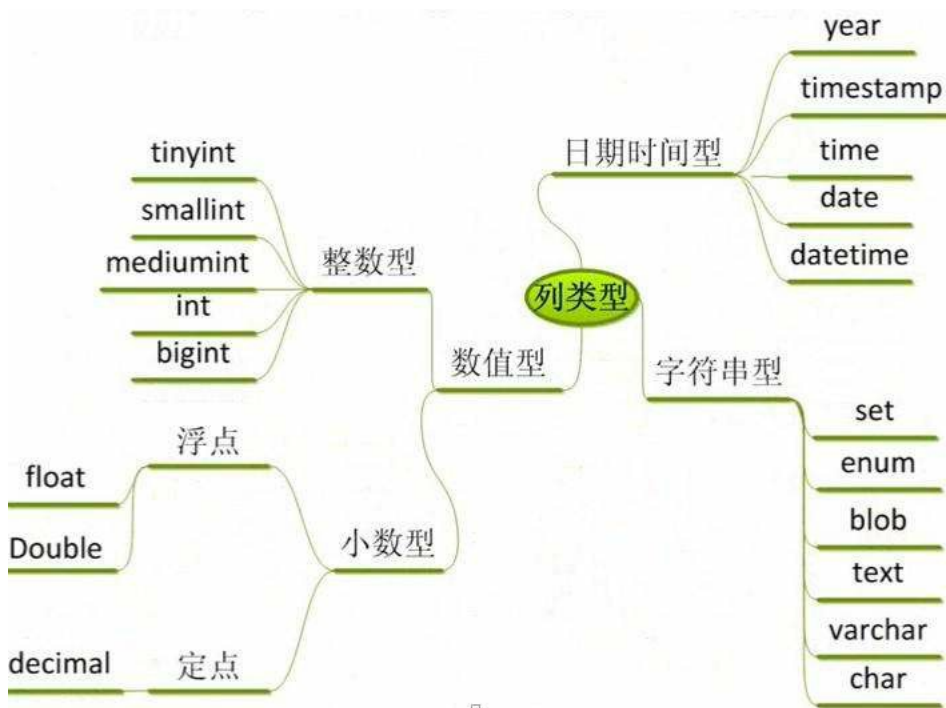 列类型
日期时间型
year
timestamp
time
date
datetime
数值型
整数型
tinyint
smallint
mediumint
int
bigint
小数型
浮点
float
Double
定点
decimal
字符串型
set
enum
blob
text
varchar
char